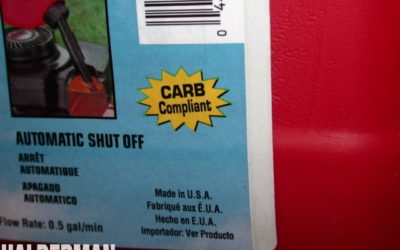 CARB
Compliant
AUTOMATIC SHUT OFF
ARRÊT
AUTOMATIQUE
APAGADO
AUTOMATICO
Made in U.S.A.
Fabriqué aux É.U.A.
Hecho en E.U.A.
Importador: Ver Producto
Flow Rate: 0.5 gal/min